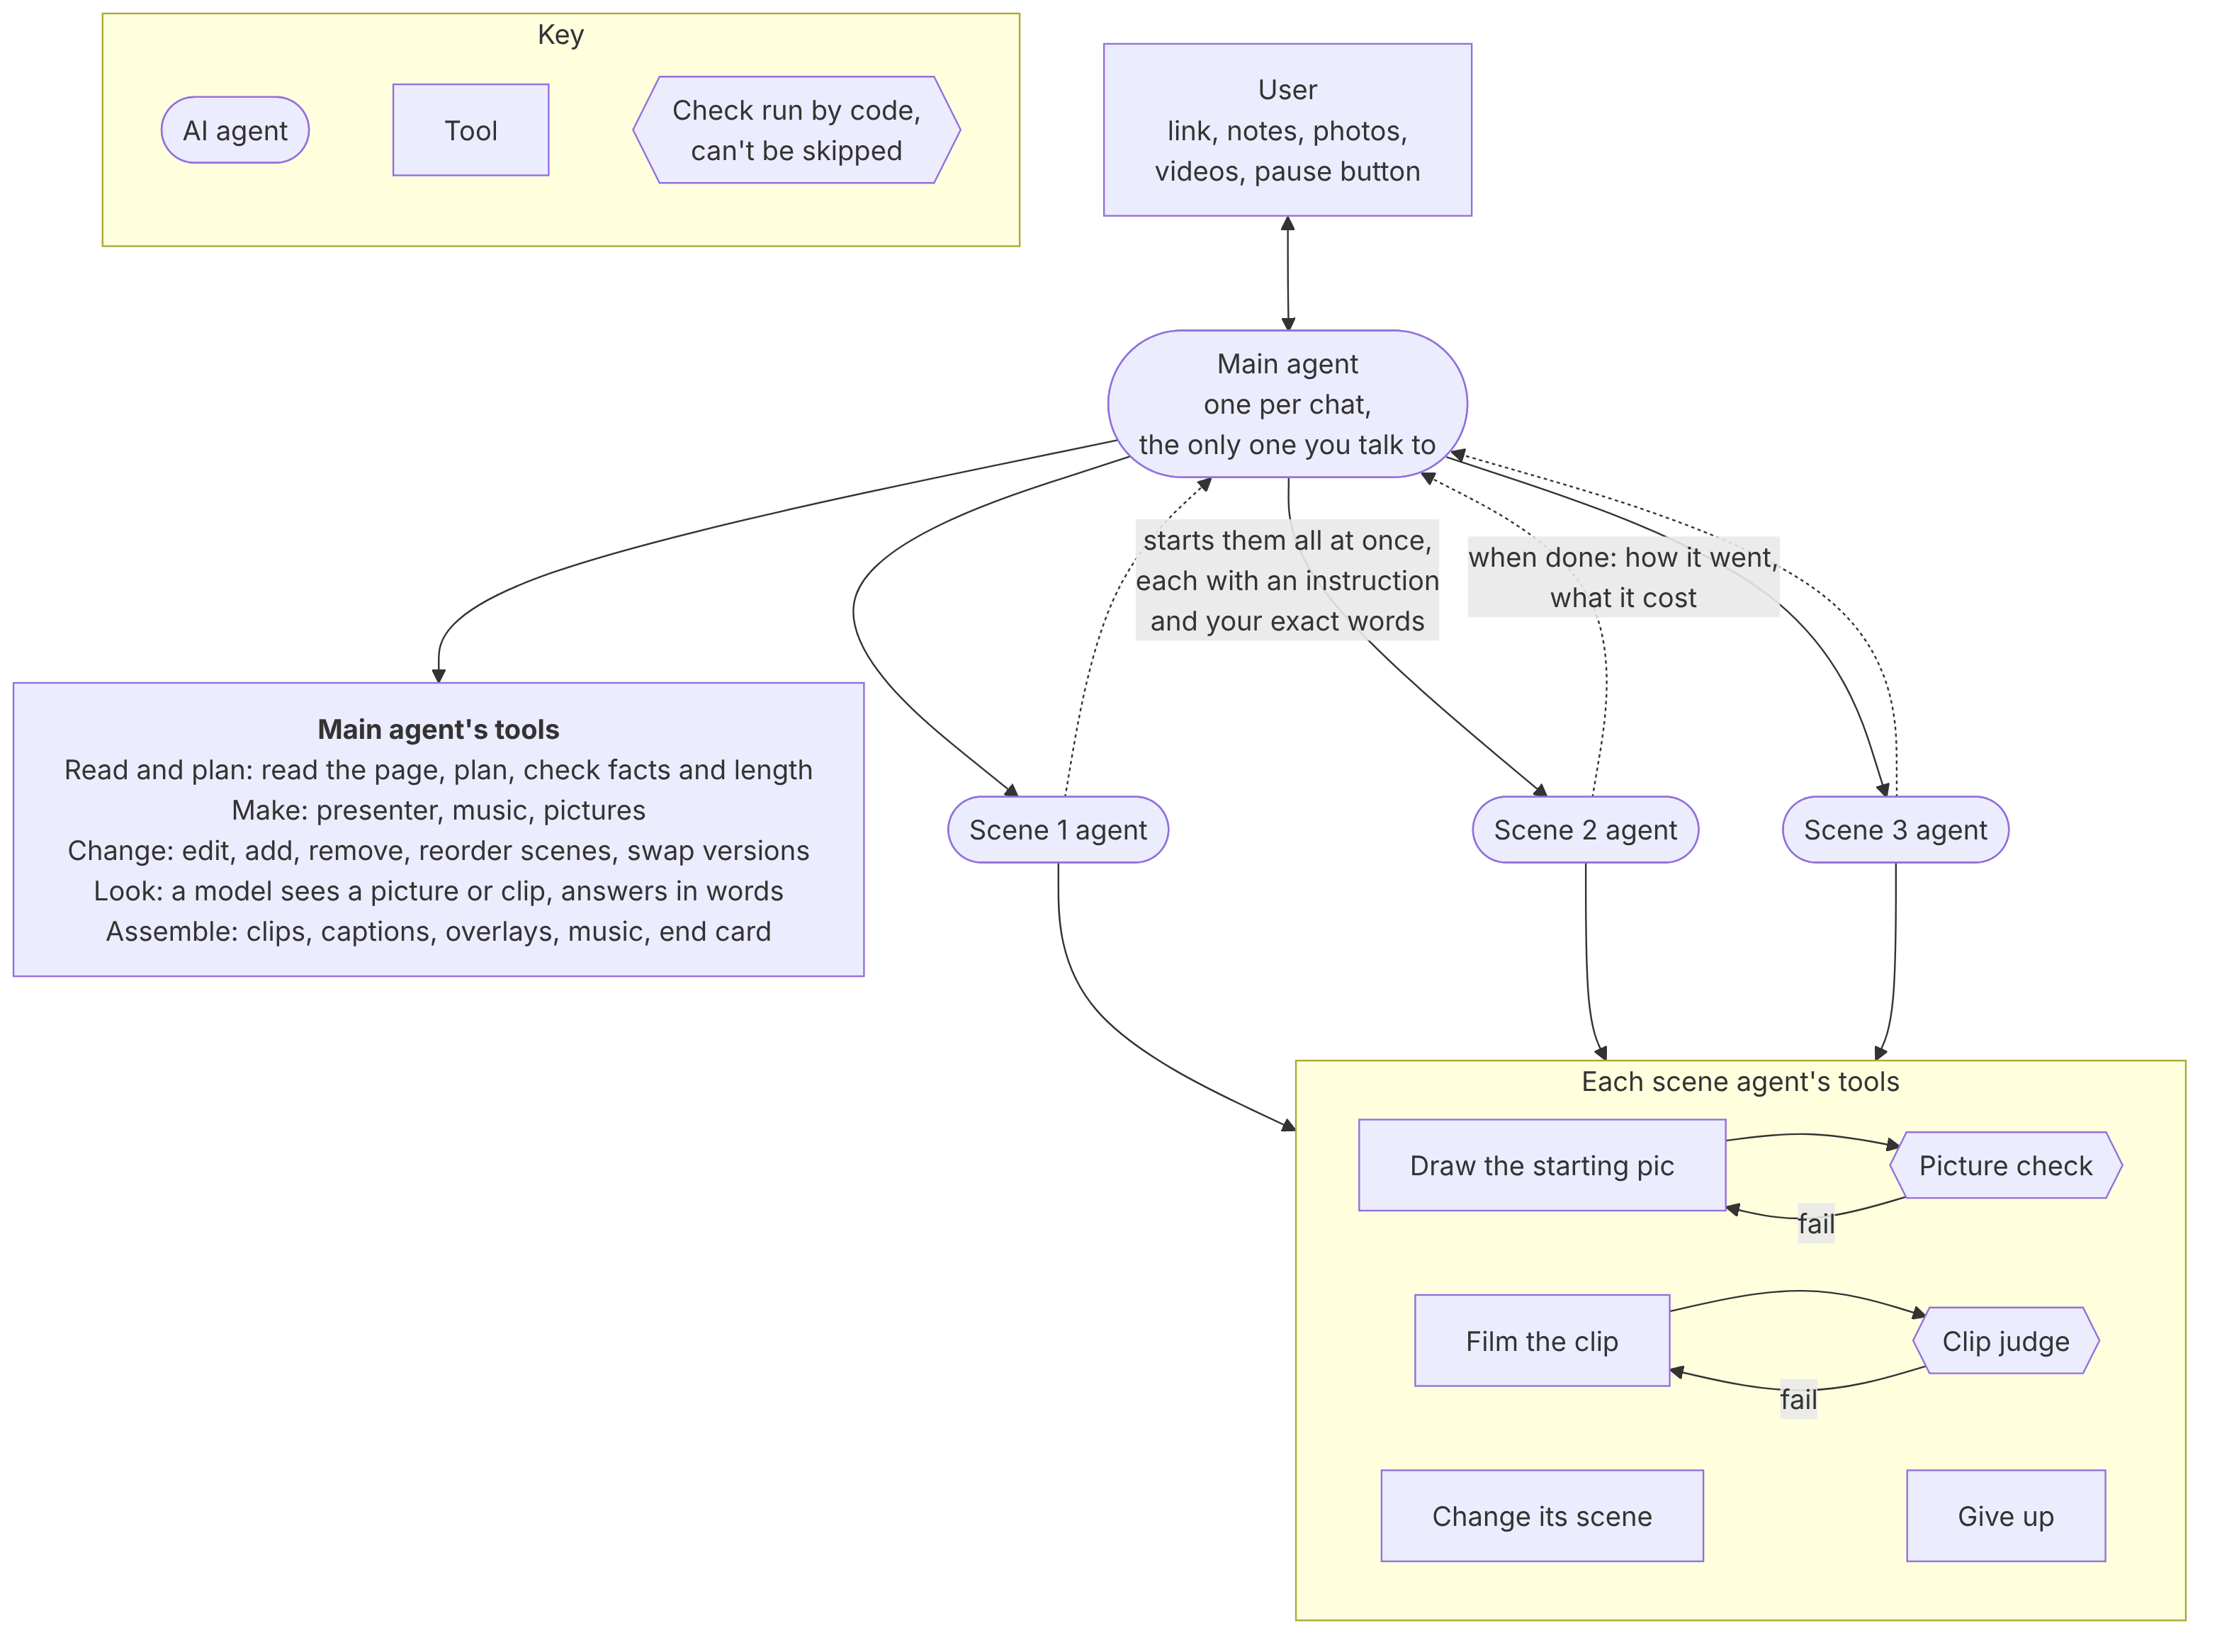 Key
AI agent
Tool
Check run by code,
can't be skipped
User
link, notes, photos,
videos, pause button
Main agent
one per chat,
the only one you talk to
starts them all at once,
each with an instruction
and your exact words
when done: how it went,
what it cost
Main agent's tools
Read and plan: read the page, plan, check facts and length
Make: presenter, music, pictures
Change: edit, add, remove, reorder scenes, swap versions
Look: a model sees a picture or clip, answers in words
Assemble: clips, captions, overlays, music, end card
Scene 1 agent
Scene 2 agent
Scene 3 agent
Each scene agent's tools
Draw the starting pic
Picture check
fail
Film the clip
Clip judge
fail
Change its scene
Give up